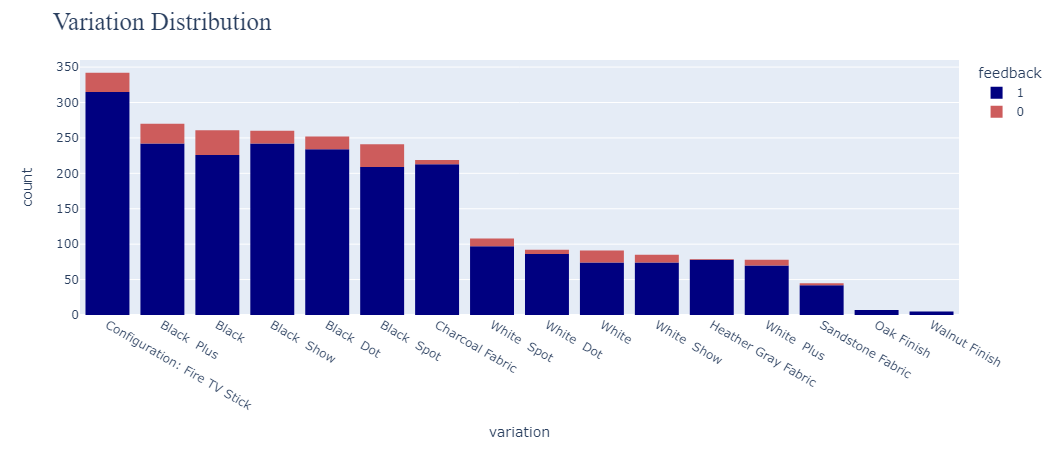 Variation Distribution
feedback
1
0
count
350
300
250
200
150
100
50
0
Configuration: Fire TV Stick
Black  Plus
Black
Black  Show
Black  Dot
Black  Spot
Charcoal Fabric
White  Spot
White  Dot
White
White  Show
Heather Gray Fabric
White  Plus
Sandstone Fabric
Oak Finish
Walnut Finish
variation